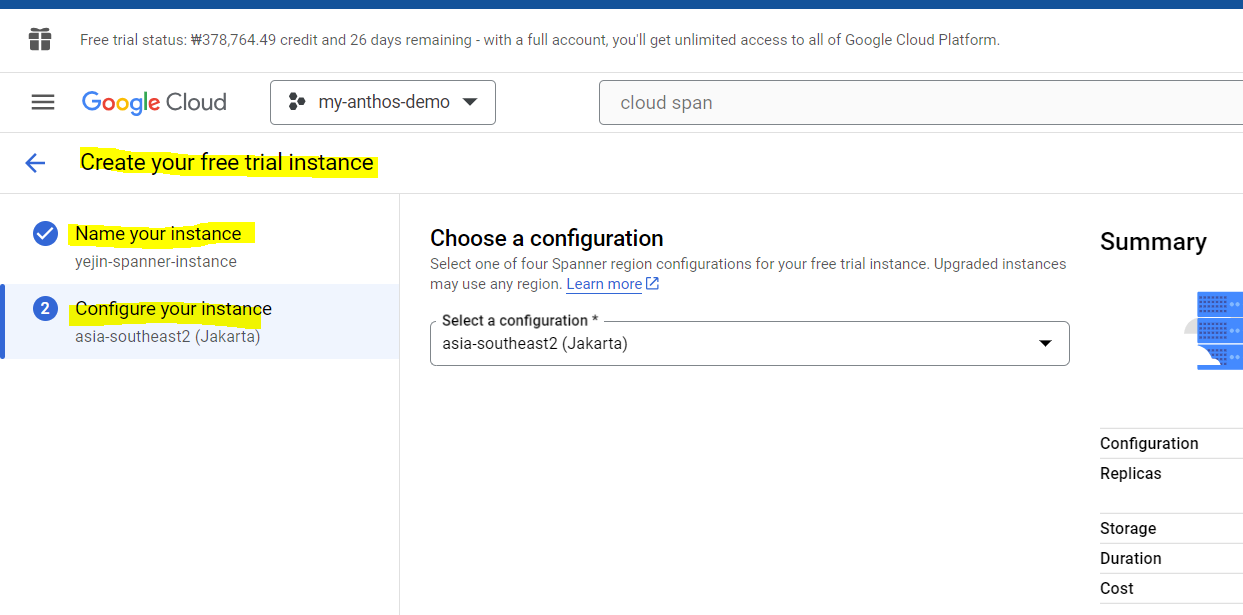 Free trial status: ₩378,764.49 credit and 26 days remaining - with a full account, you'll get unlimited access to all of Google Cloud Platform.
Google Cloud
my-anthos-demo
cloud span
Create your free trial instance
Name your instance
yejin-spanner-instance
2
Configure your instance
asia-southeast2 (Jakarta)
Choose a configuration
Select one of four Spanner region configurations for your free trial instance. Upgraded instances
may use any region. Learn more
Select a configuration *
asia-southeast2 (Jakarta)
Summary
Configuration
Replicas
Storage
Duration
Cost